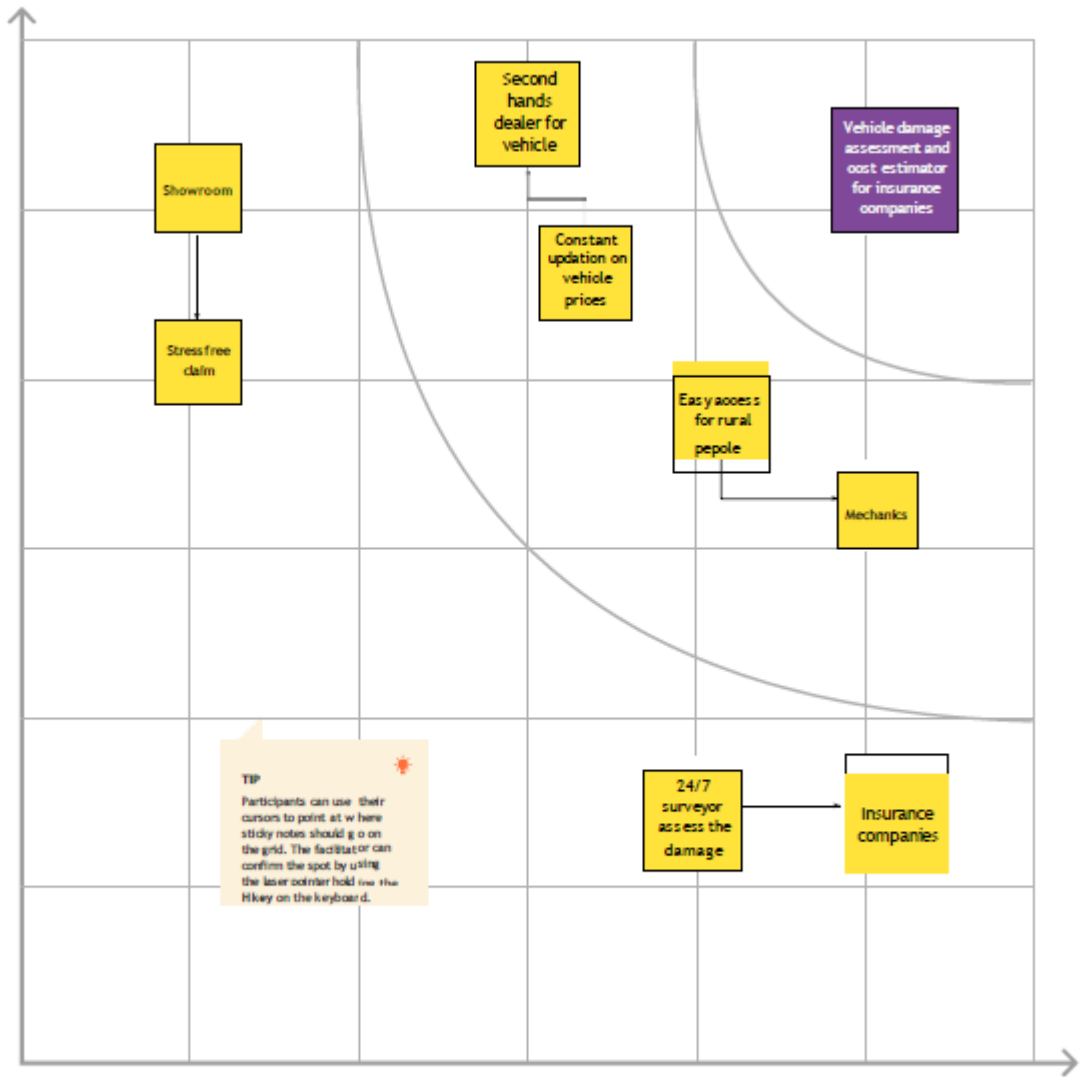 Second
hands
dealer for
vehicle
Vehicle damage
assessment and
cost estimator
for insurance
companies
Showroom
Constant
updation on
vehicle
prices
Stress free
claim
Easy access
for rural
pepole
Mechanics
TIP
Participants can use their
cursors to point at w here
sticky notes should g o on
the grid. The facilitator can
confirm the spot by using
the laser pointer hold ing the
H key on the keyboard.
24/7
surveyor
assess the
damage
Insurance
companies